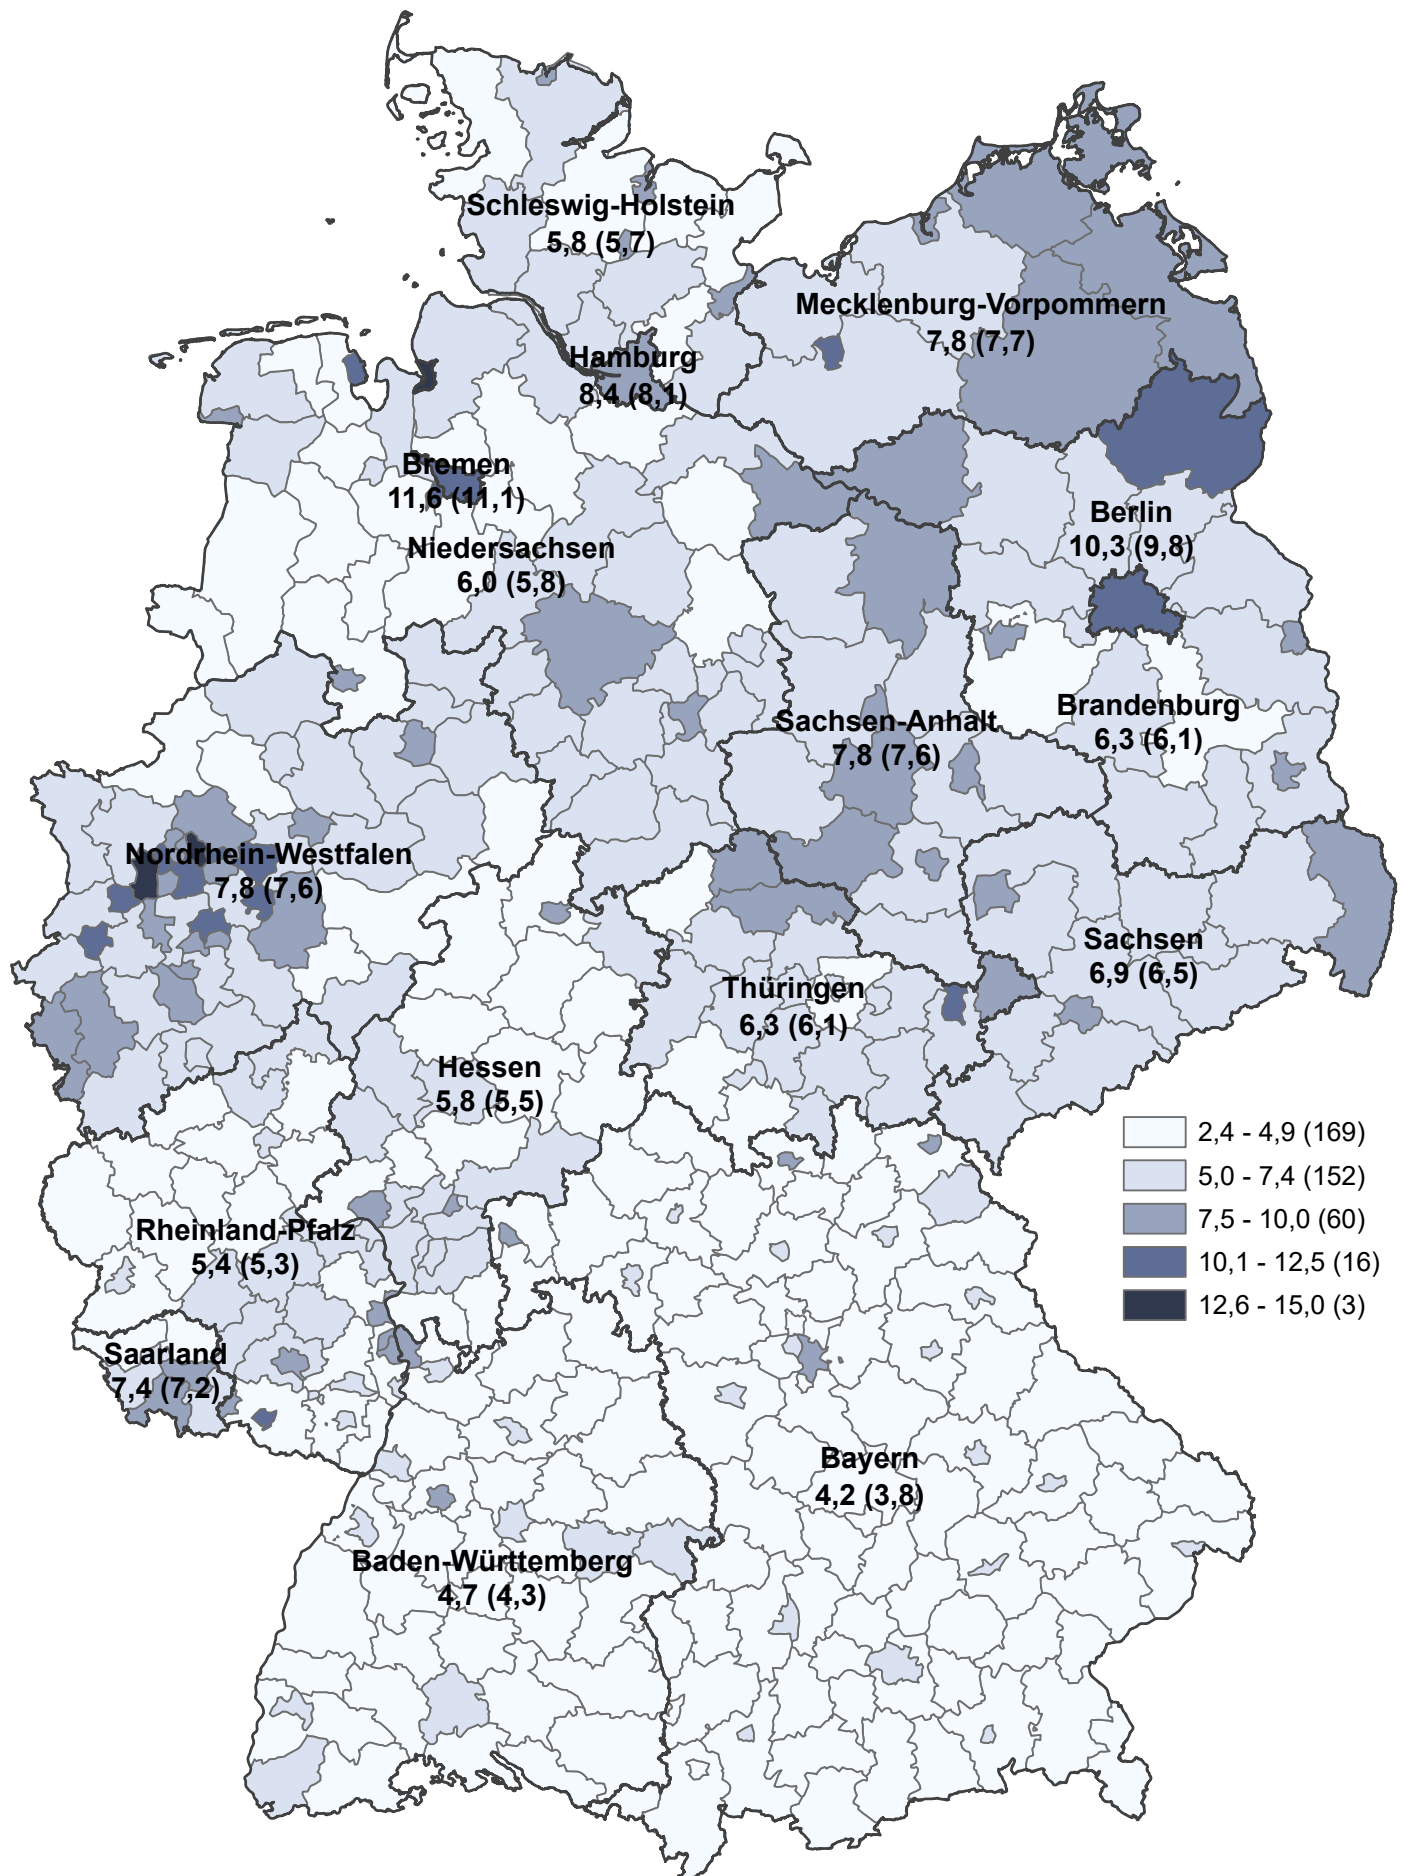 Schleswig-Holstein
5,8 (5,7)
Mecklenburg-Vorpommern
7,8 (7,7)
Hamburg
8,4 (8,1)
Bremen
11,6 (11,1)
Berlin
10,3 (9,8)
Niedersachsen
6,0 (5,8)
Brandenburg
6,3 (6,1)
Sachsen-Anhalt
7,8 (7,6)
Nordrhein-Westfalen
7,8 (7,6)
Sachsen
6,9 (6,5)
Thüringen
6,3 (6,1)
Hessen
5,8 (5,5)
2,4 - 4,9 (169)
5,0 - 7,4 (152)
7,5 - 10,0 (60)
10,1 - 12,5 (16)
12,6 - 15,0 (3)
Rheinland-Pfalz
5,4 (5,3)
Saarland
7,4 (7,2)
Bayern
4,2 (3,8)
Baden-Württemberg
4,7 (4,3)